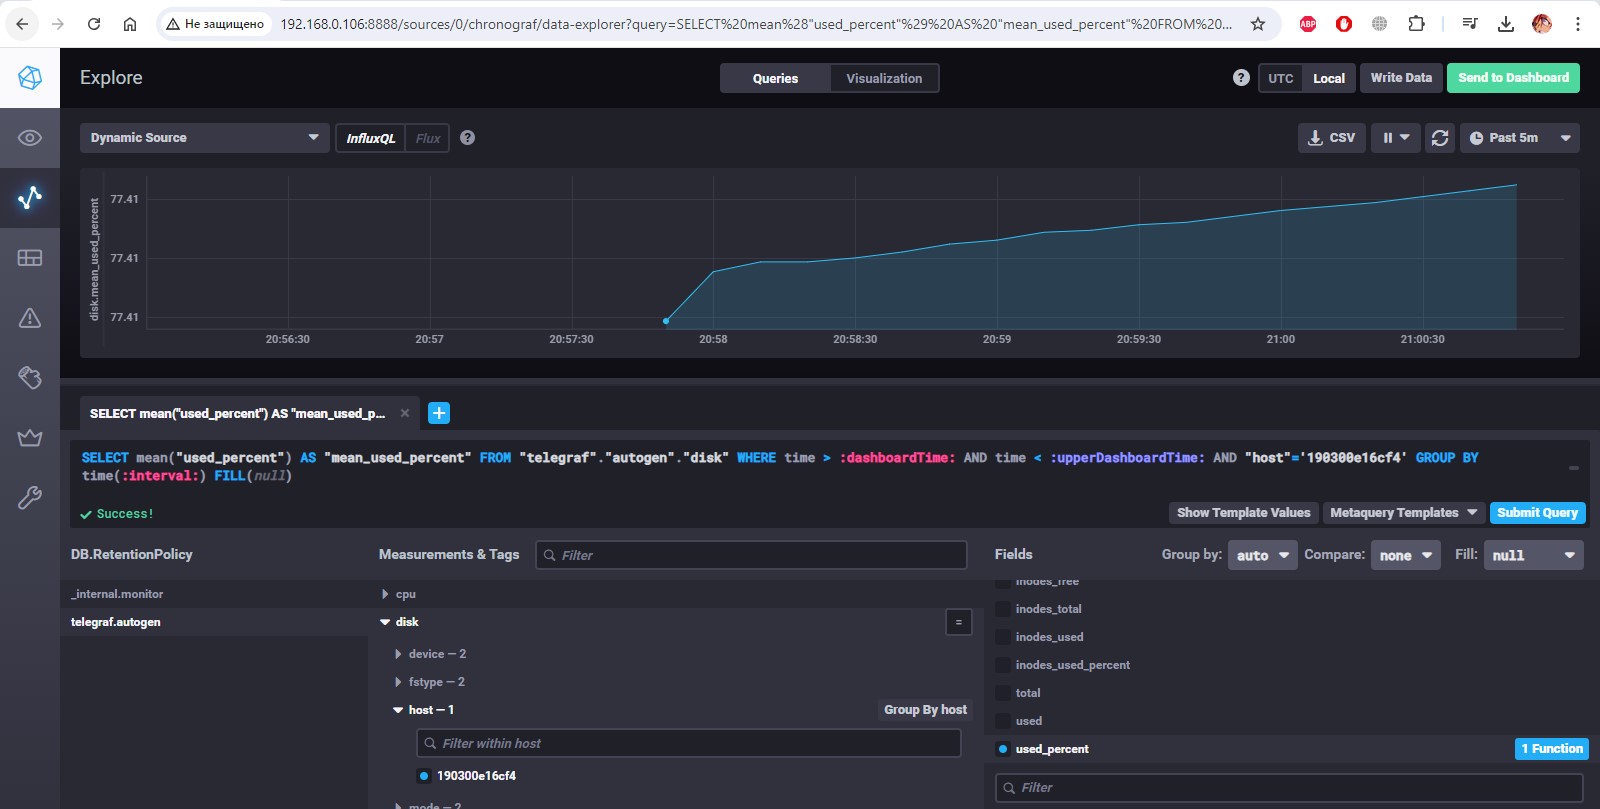 Не защищено
192.168.0.106:8888/sources/0/chronograf/data-explorer?query=SELECT%20mean%28"used_percent"%29%20AS%20"mean_used_percent"%20FROM%20...
ABP
Explore
Queries
Visualization
?
UTC
Local
Write Data
Send to Dashboard
Dynamic Source
InfluxQL
Flux
?
CSV
Past 5m
disk.mean_used_percent
77.41
77.41
77.41
20:56:30
20:57
20:57:30
20:58
20:58:30
20:59
20:59:30
21:00
21:00:30
SELECT mean("used_percent") AS "mean_used_p...
SELECT mean("used_percent") AS "mean_used_percent" FROM "telegraf"."autogen"."disk" WHERE time > :dashboardTime: AND time < :upperDashboardTime: AND "host"='190300e16cf4' GROUP BY
time(:interval:) FILL(null)
Success!
Show Template Values
Metaquery Templates
Submit Query
DB.RetentionPolicy
Measurements & Tags
Filter
Fields
Group by:
auto
Compare:
none
Fill:
null
_internal.monitor
telegraf.autogen
cpu
disk
=
device — 2
fstype — 2
host — 1
Group By host
Filter within host
190300e16cf4
mode — 2
inodes_free
inodes_total
inodes_used
inodes_used_percent
total
used
used_percent
1 Function
Filter